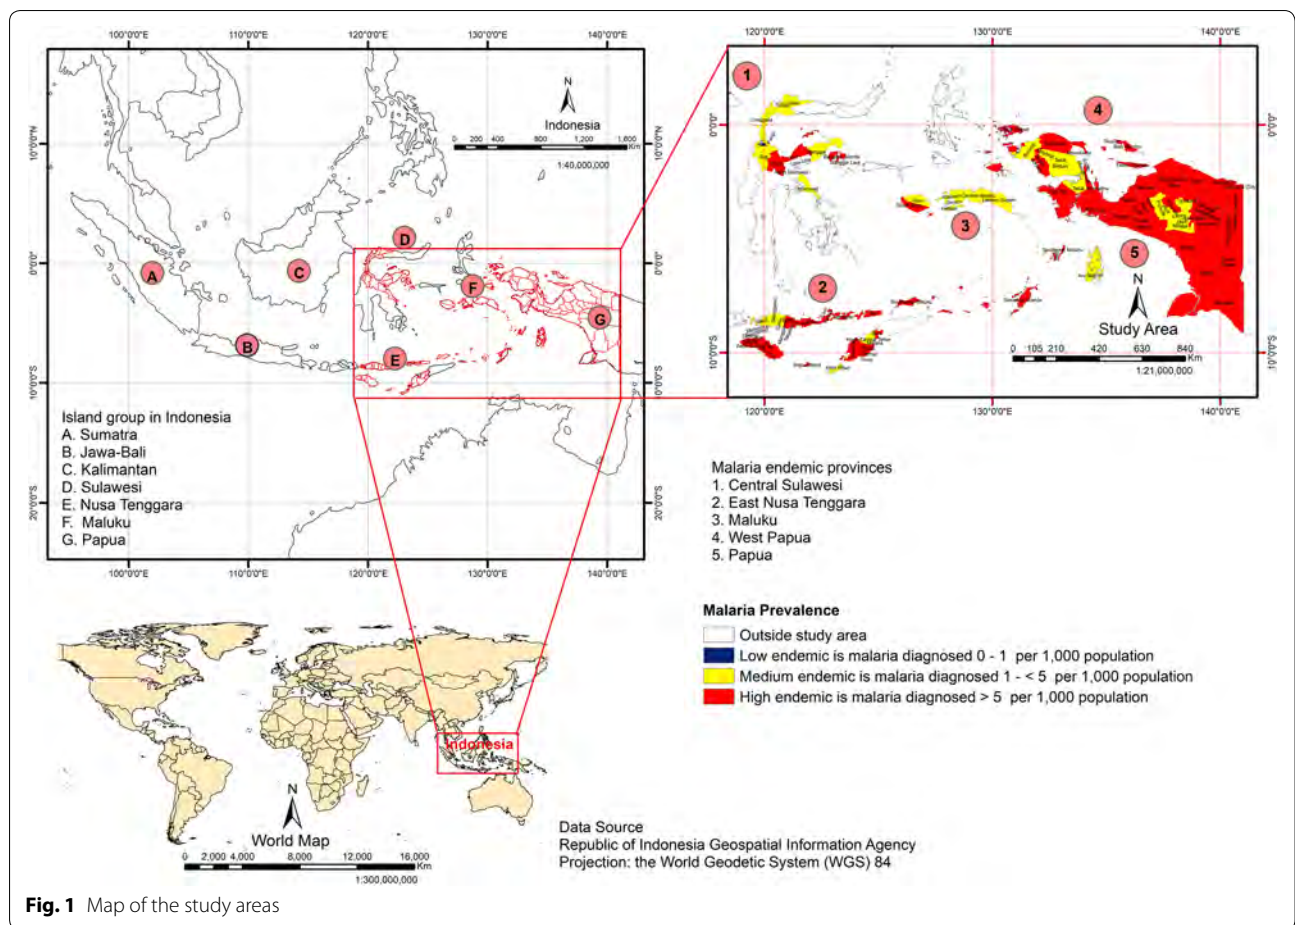 100°0'0"E 110°0'0"E 120°0'0"E 130°0'0"E 140°0'0"E
N
Indonesia
0 200 400 800 1,200 1,600
Km
1:40,000,000
10°0'0"N
0°0'0"
10°0'0"S
20°0'0"S
10°0'0"N
0°0'0"
10°0'0"S
20°0'0"S
A
B
C
D
E
F
G
Island group in Indonesia
A. Sumatra
B. Jawa-Bali
C. Kalimantan
D. Sulawesi
E. Nusa Tenggara
F. Maluku
G. Papua
100°0'0"E 110°0'0"E 120°0'0"E 130°0'0"E 140°0'0"E
120°0'0"E 130°0'0"E 140°0'0"E
0°0'0"
10°0'0"S
0°0'0"
10°0'0"S
1
2
3
4
5
N
Study Area
0 105 210 420 630 840
Km
1:21,000,000
120°0'0"E 130°0'0"E 140°0'0"E
Malaria endemic provinces
1. Central Sulawesi
2. East Nusa Tenggara
3. Maluku
4. West Papua
5. Papua
Malaria Prevalence
Outside study area
Low endemic is malaria diagnosed 0 - 1 per 1,000 population
Medium endemic is malaria diagnosed 1 - < 5 per 1,000 population
High endemic is malaria diagnosed > 5 per 1,000 population
Indonesia
N
World Map
0 2,000 4,000 8,000 12,000 16,000
Km
1:300,000,000
Data Source
Republic of Indonesia Geospatial Information Agency
Projection: the World Geodetic System (WGS) 84
Fig. 1 Map of the study areas